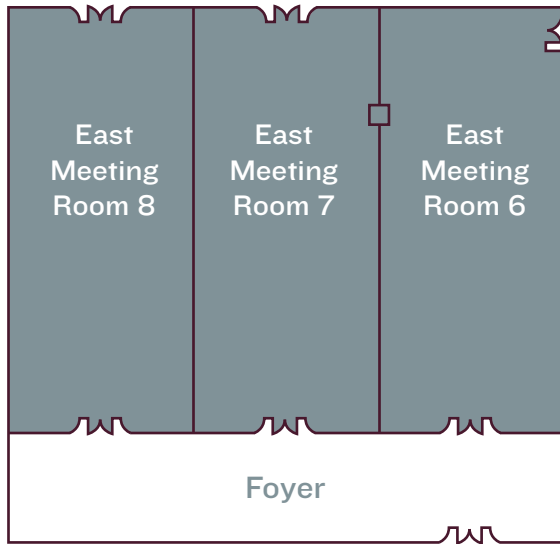 East
Meeting
Room 8
East
Meeting
Room 7
East
Meeting
Room 6
Foyer